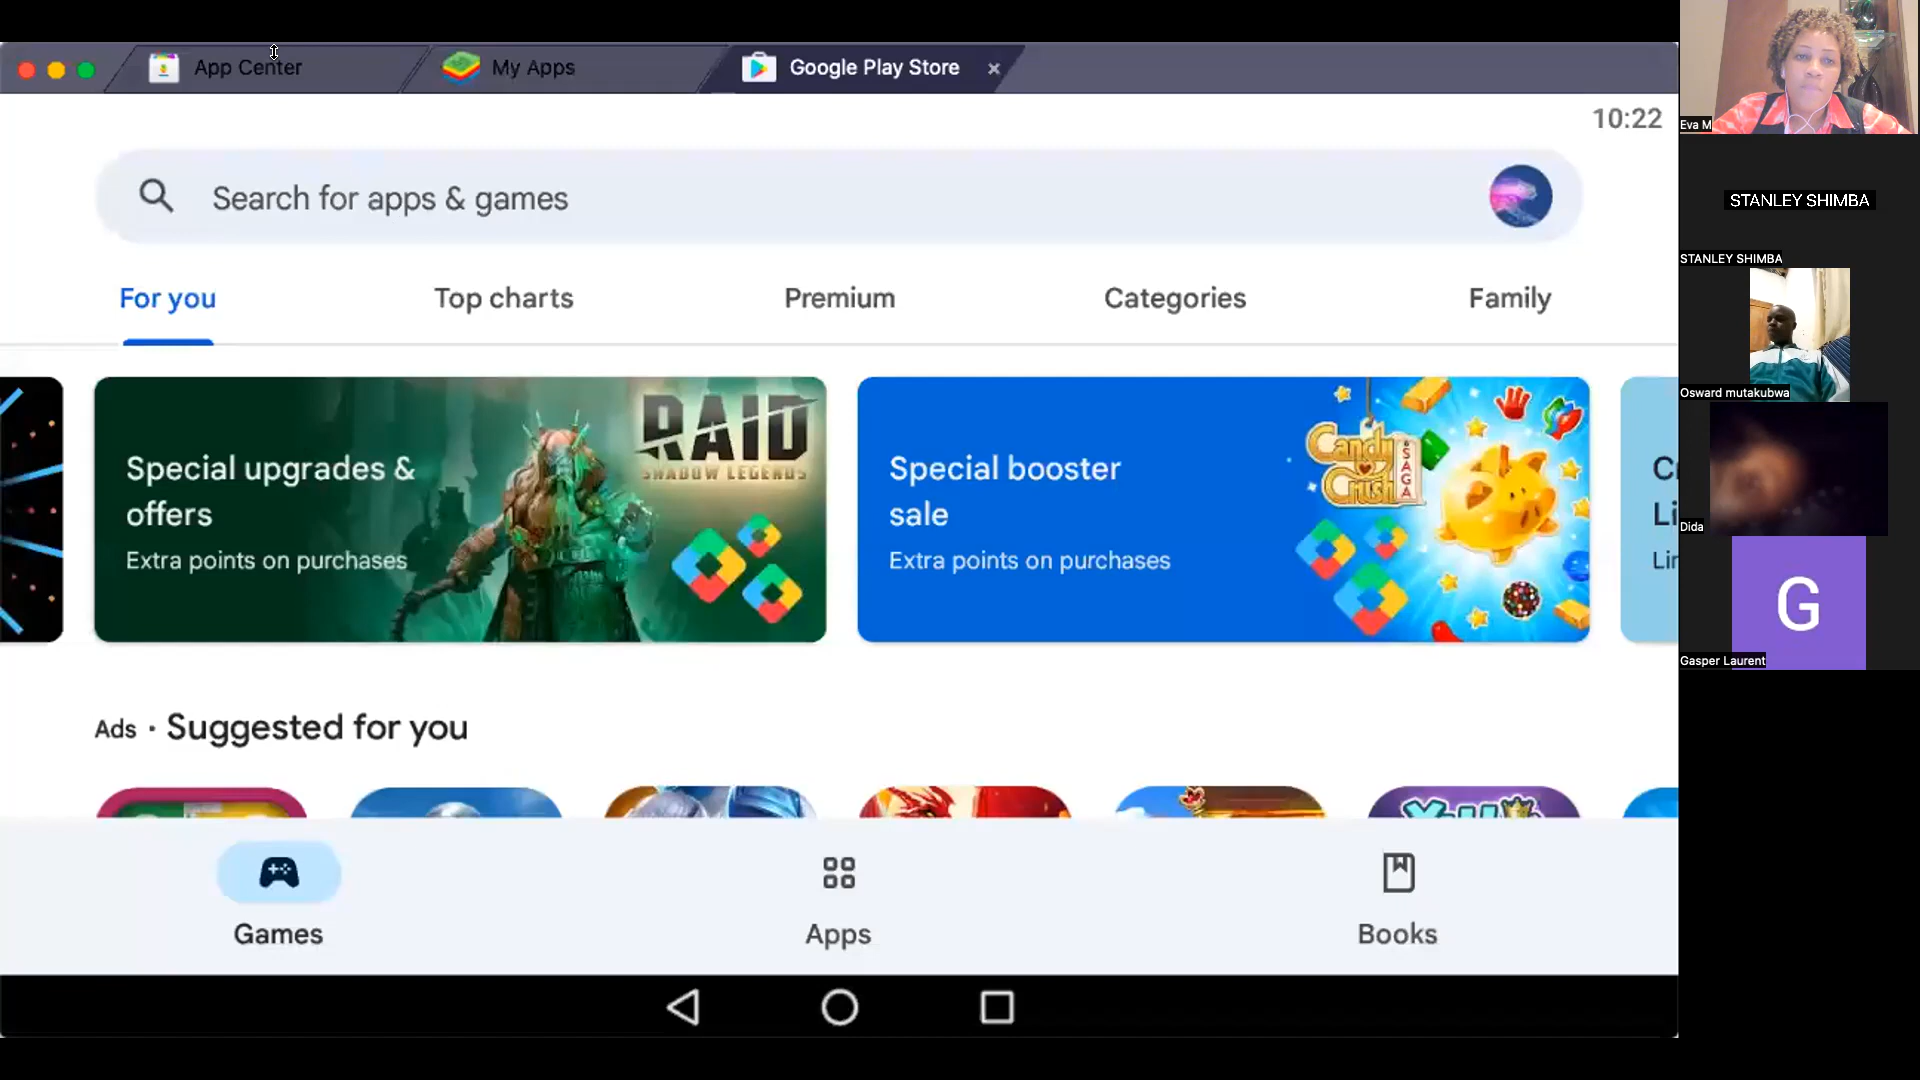 App Center
My Apps
Google Play Store
10:22
Search for apps & games
For you
Top charts
Premium
Categories
Family
Special upgrades &
offers
Extra points on purchases
RAID
SHADOW LEGENDS
Special booster
sale
Extra points on purchases
Candy
Crush
SAGA
Ads · Suggested for you
Games
Apps
Books
Eva M
STANLEY SHIMBA
STANLEY SHIMBA
Osward mutakubwa
Dida
G
Gasper Laurent